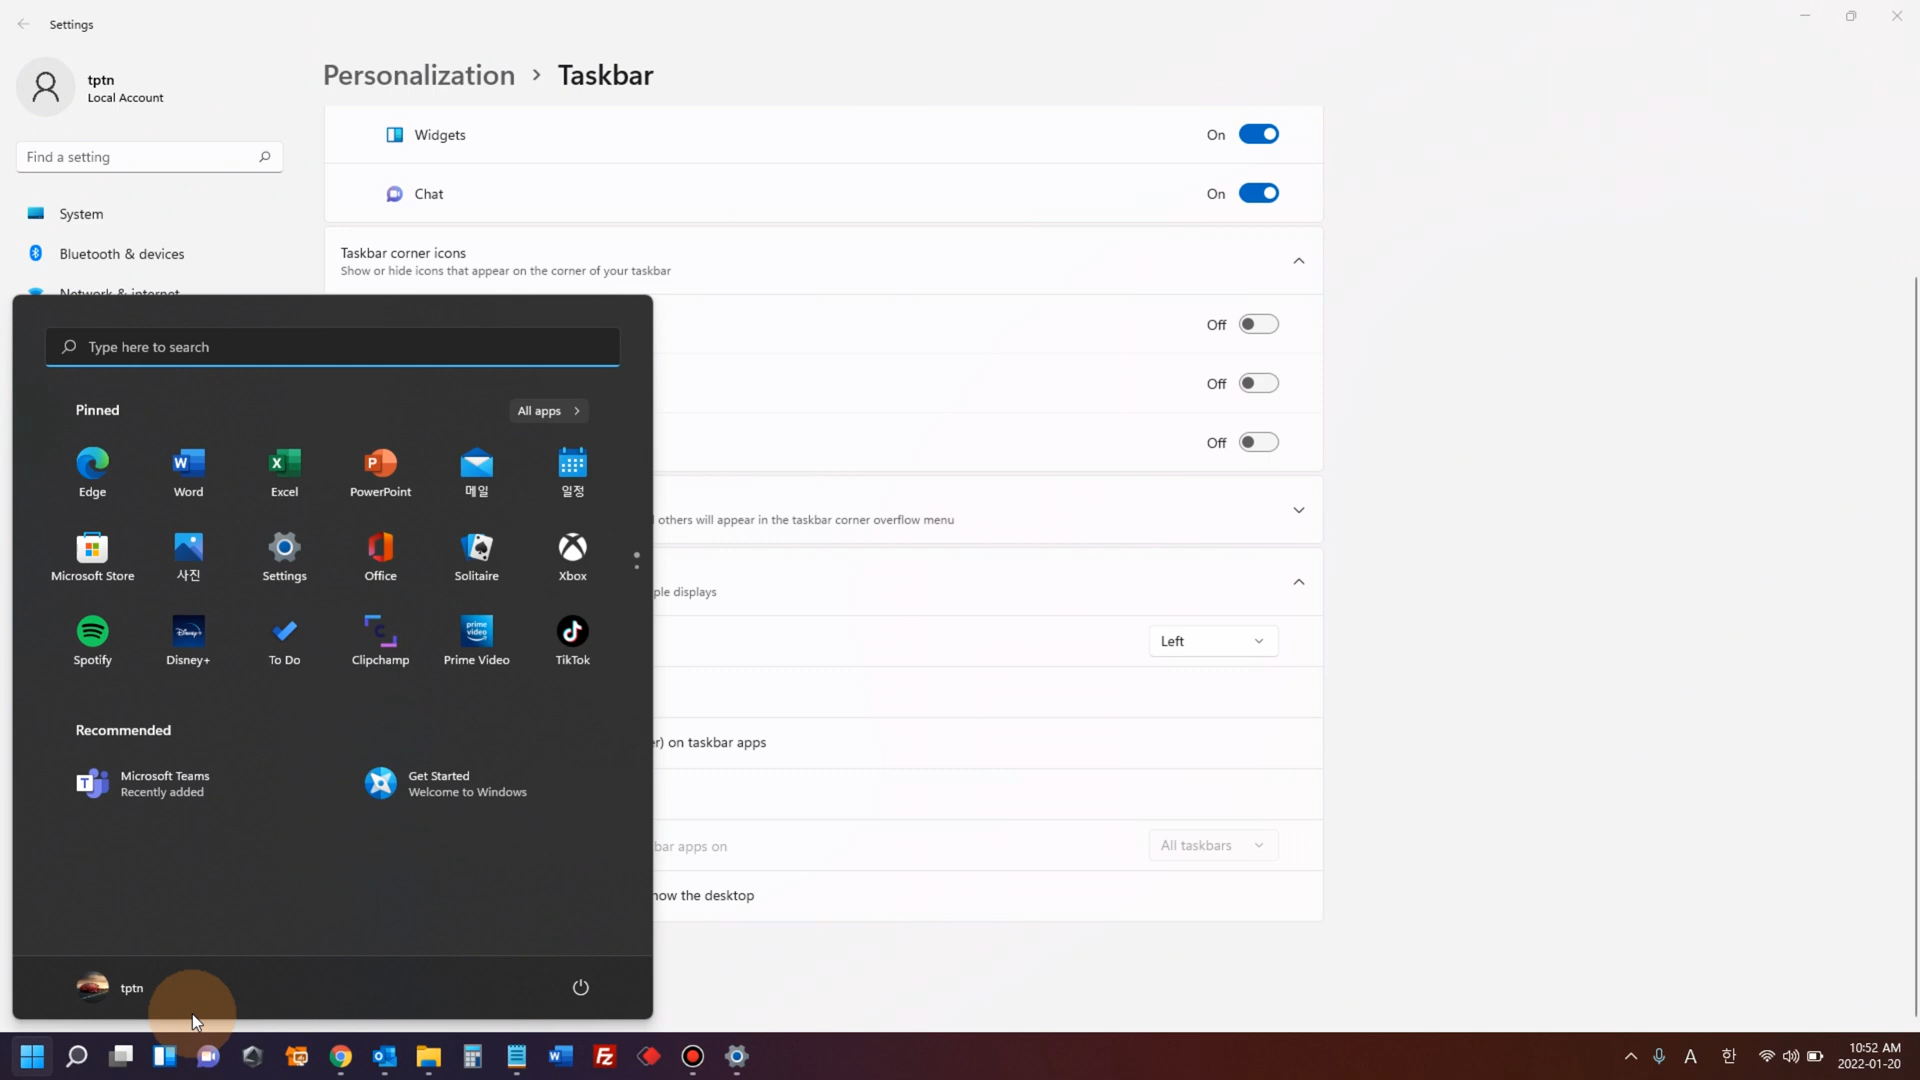 Settings
tptn
Local Account
Find a setting
System
Bluetooth & devices
Network & internet
Personalization > Taskbar
Widgets
On
Chat
On
Taskbar corner icons
Show or hide icons that appear on the corner of your taskbar
Off
Off
Off
others will appear in the taskbar corner overflow menu
ple displays
Left
r) on taskbar apps
bar apps on
All taskbars
how the desktop
Type here to search
Pinned
All apps >
Edge
Word
Excel
PowerPoint
메일
일정
Microsoft Store
사진
Settings
Office
Solitaire
Xbox
Spotify
Disney+
To Do
Clipchamp
prime video
Prime Video
TikTok
Recommended
Microsoft Teams
Recently added
Get Started
Welcome to Windows
tptn
A
한
10:52 AM
2022-01-20